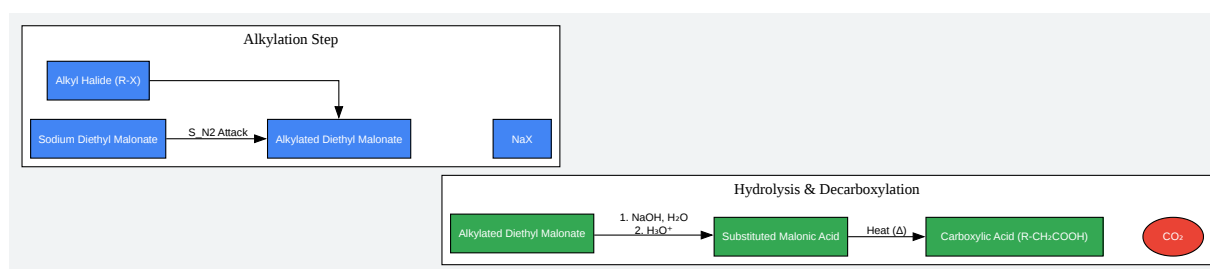 Alkylation Step
Alkyl Halide (R-X)
Sodium Diethyl Malonate
S_N2 Attack
Alkylated Diethyl Malonate
NaX
Hydrolysis & Decarboxylation
Alkylated Diethyl Malonate
1. NaOH, H₂O
2. H₃O⁺
Substituted Malonic Acid
Heat (Δ)
Carboxylic Acid (R-CH₂COOH)
CO₂